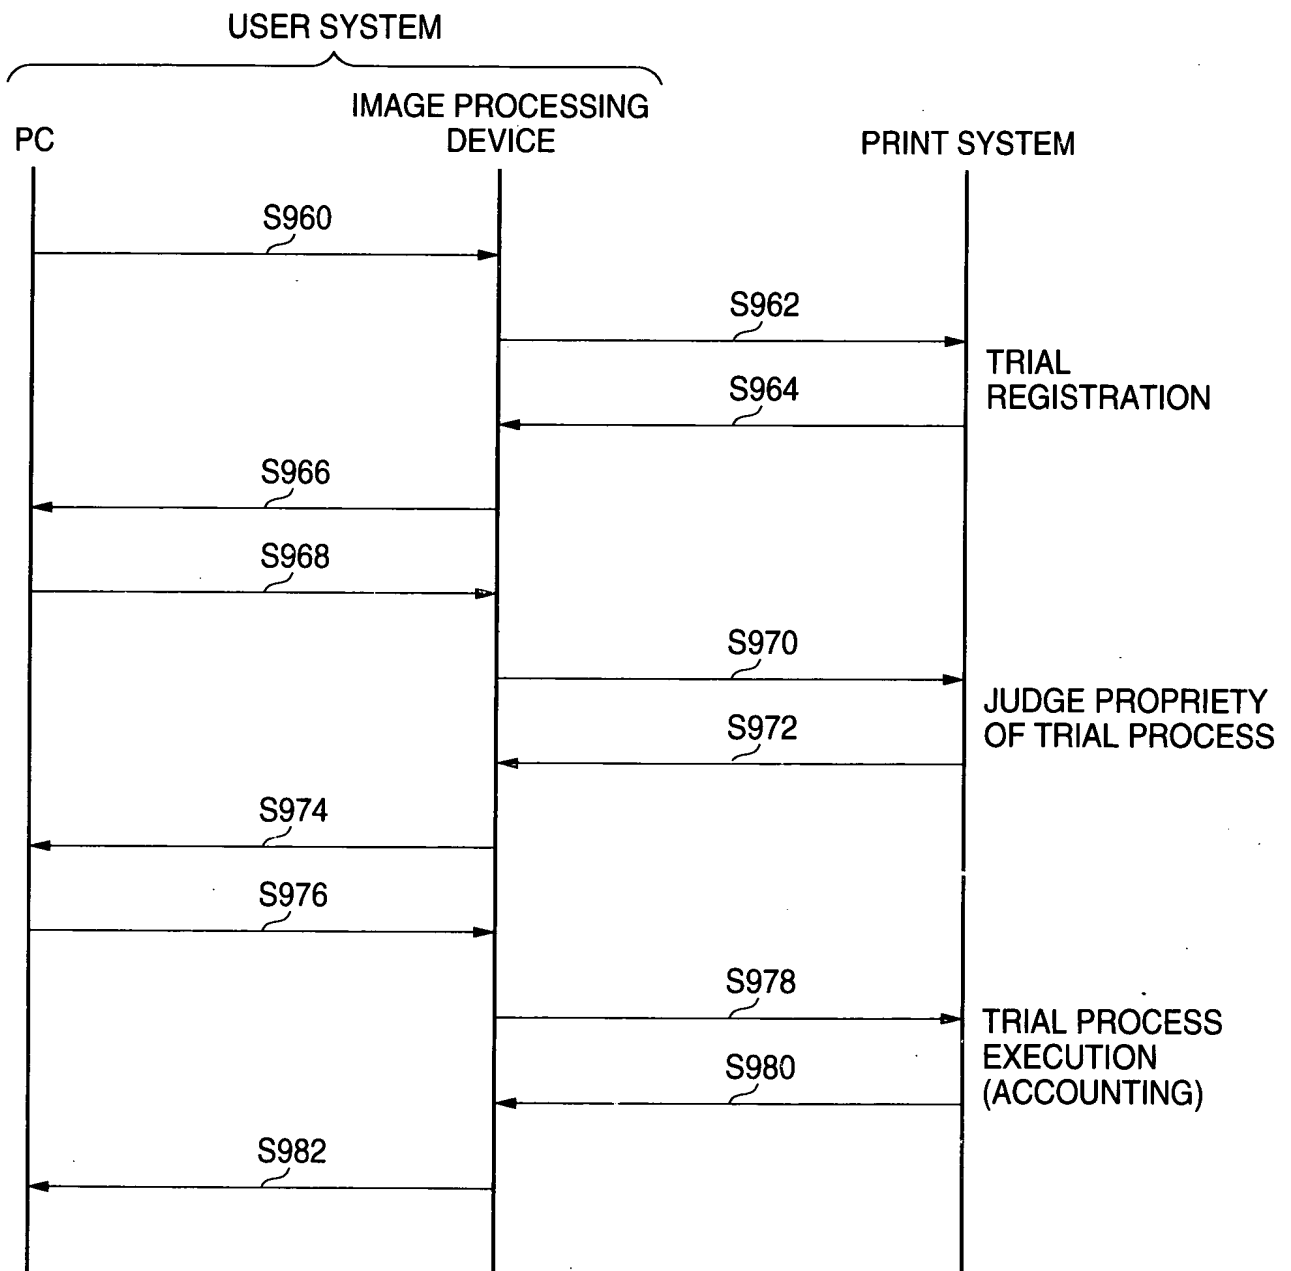 USER SYSTEM
IMAGE PROCESSING
DEVICE
PC
PRINT SYSTEM
S960
S962
TRIAL
REGISTRATION
S964
S966
S968
S970
JUDGE PROPRIETY
OF TRIAL PROCESS
S972
S974
S976
S978
TRIAL PROCESS
EXECUTION
(ACCOUNTING)
S980
S982